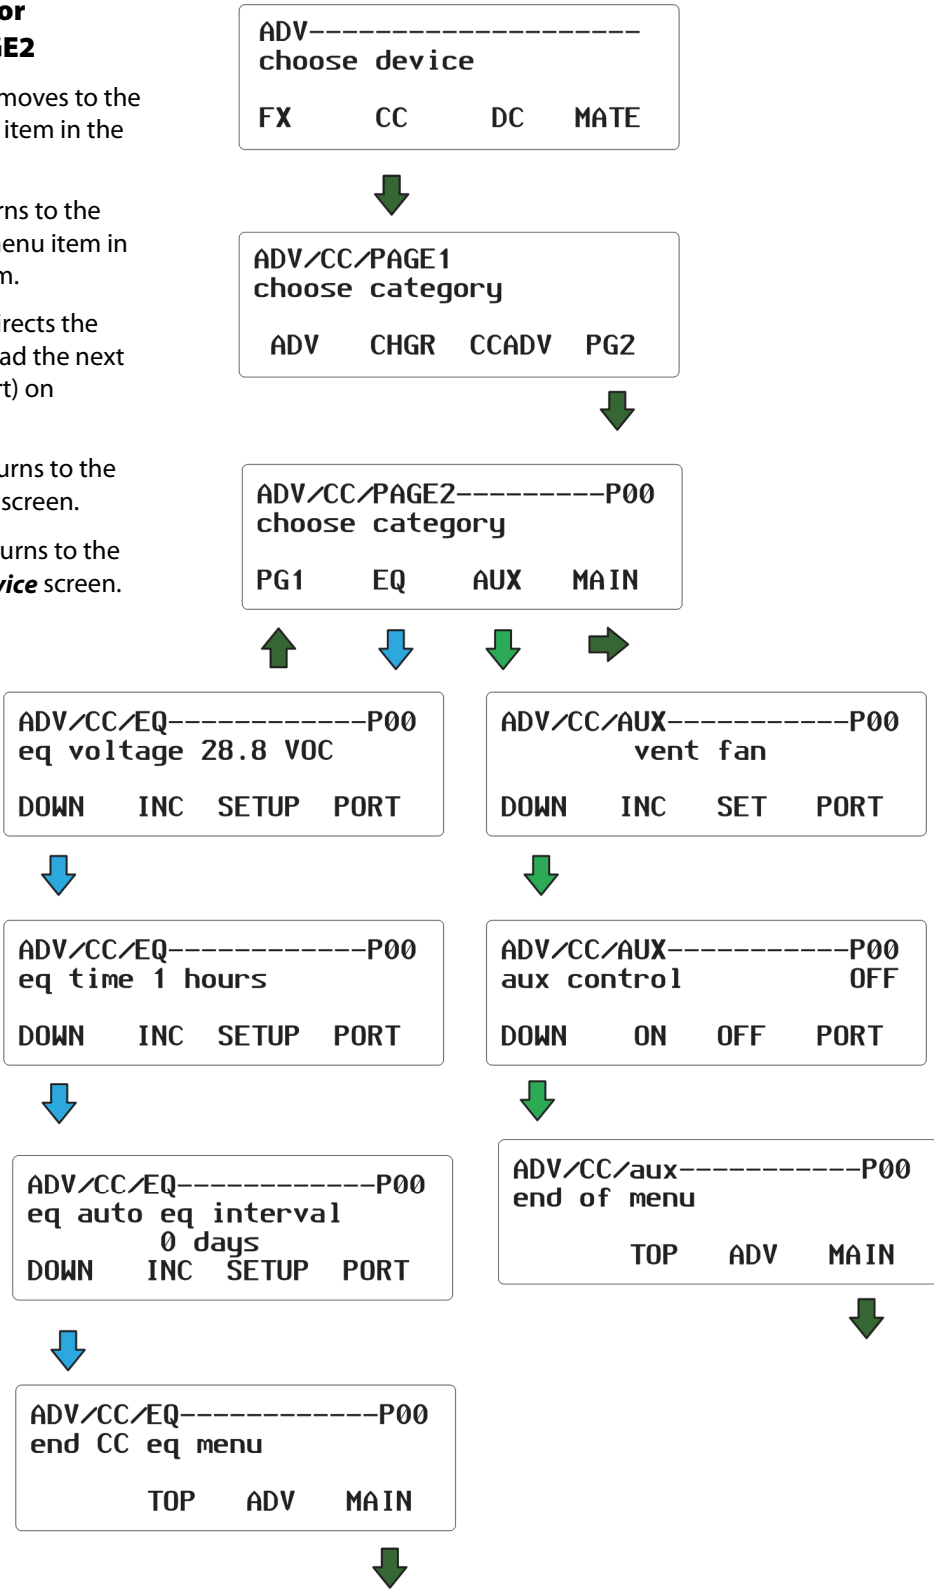 or
GE2
moves to the
item in the
rns to the
nenu item in
m.
irects the
ad the next
rt) on
urns to the
screen.
urns to the
vice screen.
ADV--------------------
choose device
FX CC DC MATE
ADV/CC/PAGE1
choose category
ADV CHGR CCADV PG2
ADV/CC/PAGE2---------P00
choose category
PG1 EQ AUX MAIN
ADV/CC/EQ------------P00
eq voltage 28.8 VOC
DOWN INC SETUP PORT
ADV/CC/EQ------------P00
eq time 1 hours
DOWN INC SETUP PORT
ADV/CC/EQ------------P00
eq auto eq interval
0 days
DOWN INC SETUP PORT
ADV/CC/EQ------------P00
end CC eq menu
TOP ADV MAIN
ADV/CC/AUX-----------P00
vent fan
DOWN INC SET PORT
ADV/CC/AUX-----------P00
aux control OFF
DOWN ON OFF PORT
ADV/CC/aux-----------P00
end of menu
TOP ADV MAIN